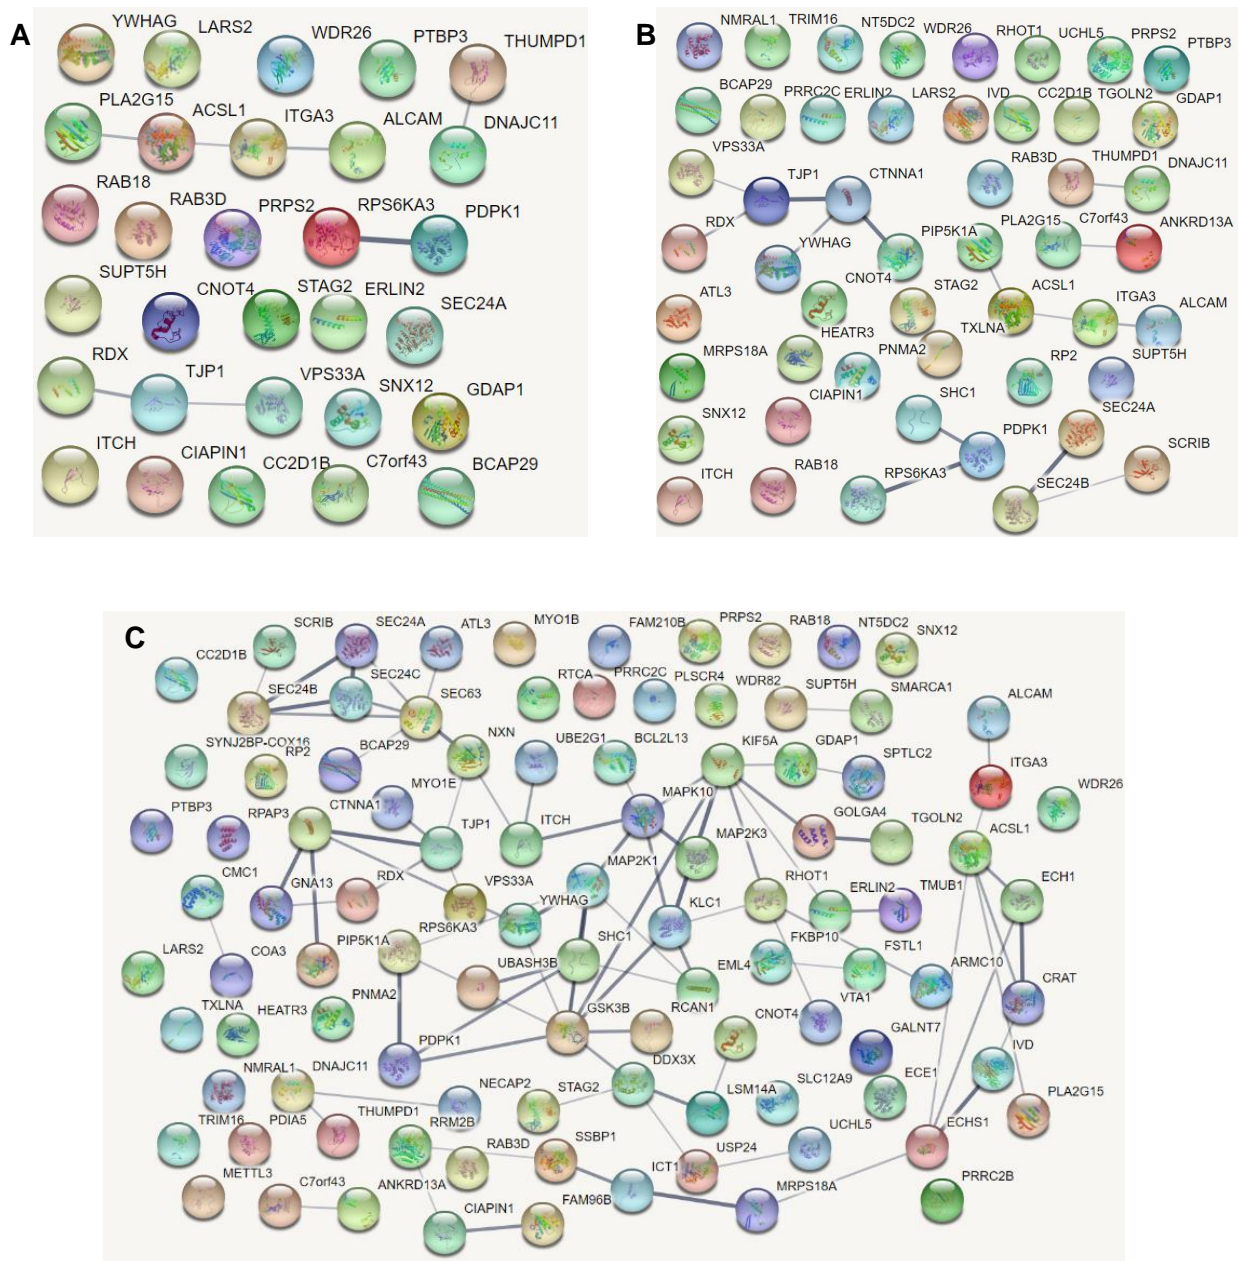 A
YWHAG LARS2 WDR26 PTBP3 THUMPD1
PLA2G15 ACSL1 ITGA3 ALCAM DNAJC11
RAB18 RAB3D PRPS2 RPS6KA3 PDPK1
SUPT5H CNOT4 STAG2 ERLIN2 SEC24A
RDX TJP1 VPS33A SNX12 GDAP1
ITCH CIAPIN1 CC2D1B C7orf43 BCAP29
B
NMRAL1 TRIM16 NT5DC2 WDR26 RHOT1 UCHL5 PRPS2 PTBP3
BCAP29 PRRC2C ERLIN2 LARS2 IVD CC2D1B TGOLN2 GDAP1
VPS33A TJP1 CTNNA1 RAB3D THUMPD1 DNAJC11
RDX YWHAG PIP5K1A PLA2G15 C7orf43 ANKRD13A
ATL3 CNOT4 STAG2 ACSL1 ITGA3 ALCAM
MRPS18A HEATR3 PNMA2 TXLNA RP2 SUPT5H
SNX12 CIAPIN1 SHC1 SEC24A
ITCH RAB18 RPS6KA3 PDPK1 SEC24B SCRIB
C
SCRIB SEC24A ATL3 MYO1B FAM210B PRPS2 RAB18 NT5DC2 SNX12
CC2D1B SEC24B SEC24C SEC63 RTCA PRRC2C PLSCR4 WDR82 SUPT5H SMARCA1 ALCAM
SYNJ2BP-COX16 RP2 BCAP29 NXN UBE2G1 BCL2L13 KIF5A GDAP1 SPTLC2 ITGA3 WDR26
PTBP3 RPAP3 CTNNA1 MYO1E TJP1 ITCH MAPK10 MAP2K3 GOLGA4 TGOLN2 ACSL1
CMC1 GNA13 RDX VPS33A MAP2K1 RHOT1 ERLIN2 TMUB1 ECH1
LARS2 COA3 PIP5K1A RPS6KA3 YWHAG SHC1 KLC1 FKBP10 FSTL1 ARMC10 CRAT
TXLNA HEATR3 PNMA2 UBASH3B RCAN1 EML4 VTA1
PDPK1 GSK3B CNOT4 GALNT7 IVD
NMRAL1 DNAJC11 NECAP2 STAG2 DDX3X LSM14A SLC12A9 ECE1 PLA2G15
TRIM16 PDIA5 THUMPD1 RRM2B RAB3D SSBP1 ICT1 USP24 UCHL5 ECHS1
METTL3 C7orf43 ANKRD13A CIAPIN1 FAM96B MRPS18A PRRC2B